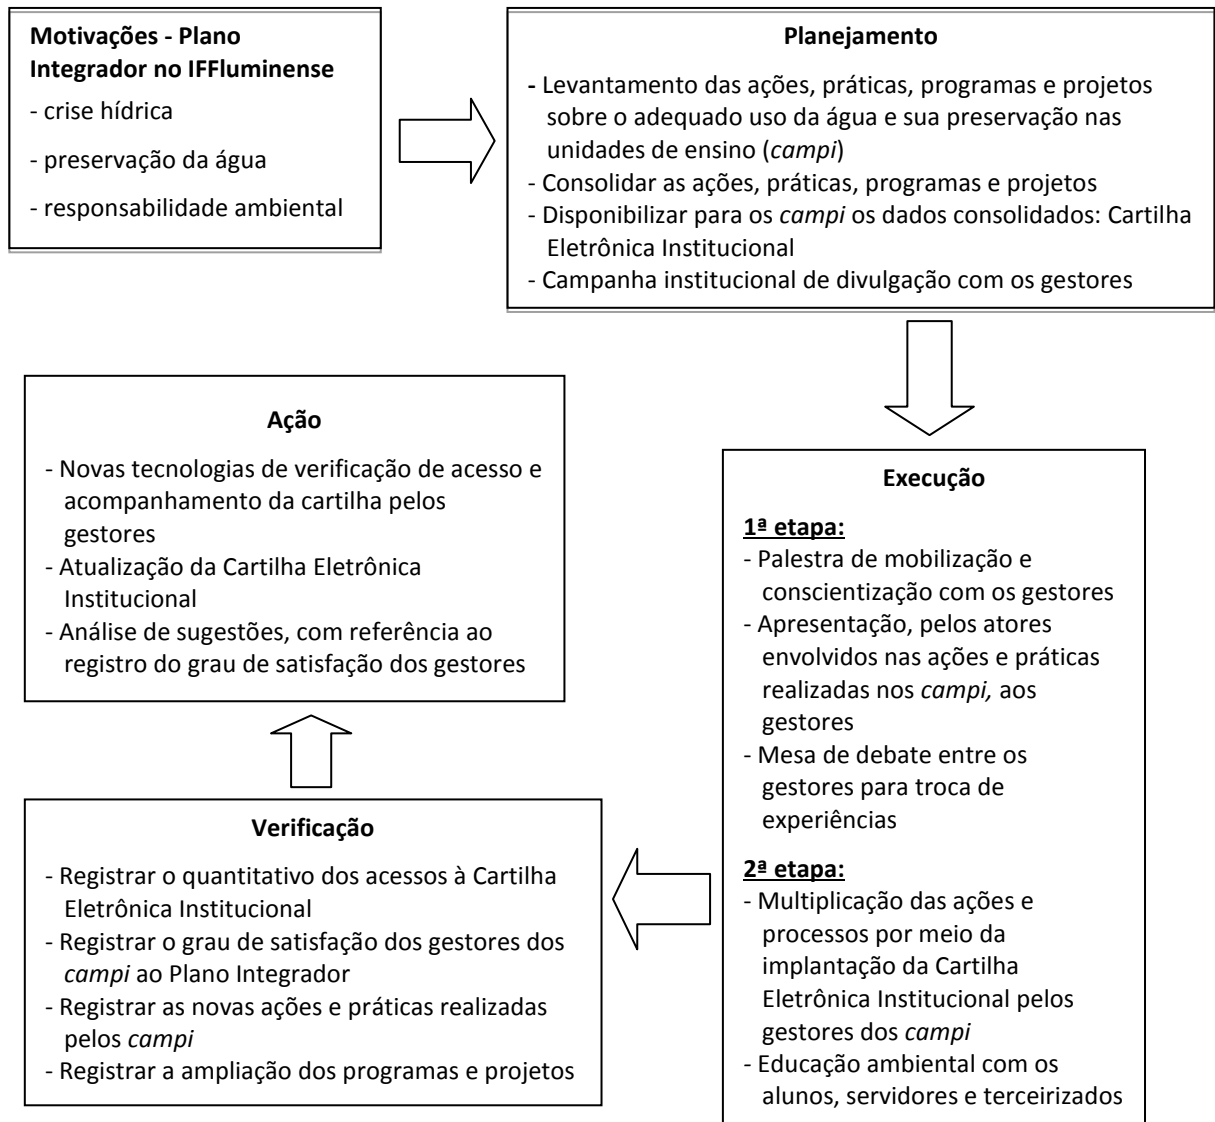 Motivações - Plano
Integrador no IFFluminense
- crise hídrica
- preservação da água
- responsabilidade ambiental
Planejamento
- Levantamento das ações, práticas, programas e projetos
sobre o adequado uso da água e sua preservação nas
unidades de ensino (campi)
- Consolidar as ações, práticas, programas e projetos
- Disponibilizar para os campi os dados consolidados: Cartilha
Eletrônica Institucional
- Campanha institucional de divulgação com os gestores
Execução
1ª etapa:
- Palestra de mobilização e
conscientização com os gestores
- Apresentação, pelos atores
envolvidos nas ações e práticas
realizadas nos campi, aos
gestores
- Mesa de debate entre os
gestores para troca de
experiências
2ª etapa:
- Multiplicação das ações e
processos por meio da
implantação da Cartilha
Eletrônica Institucional pelos
gestores dos campi
- Educação ambiental com os
alunos, servidores e terceirizados
Verificação
- Registrar o quantitativo dos acessos à Cartilha
Eletrônica Institucional
- Registrar o grau de satisfação dos gestores dos
campi ao Plano Integrador
- Registrar as novas ações e práticas realizadas
pelos campi
- Registrar a ampliação dos programas e projetos
Ação
- Novas tecnologias de verificação de acesso e
acompanhamento da cartilha pelos
gestores
- Atualização da Cartilha Eletrônica
Institucional
- Análise de sugestões, com referência ao
registro do grau de satisfação dos gestores